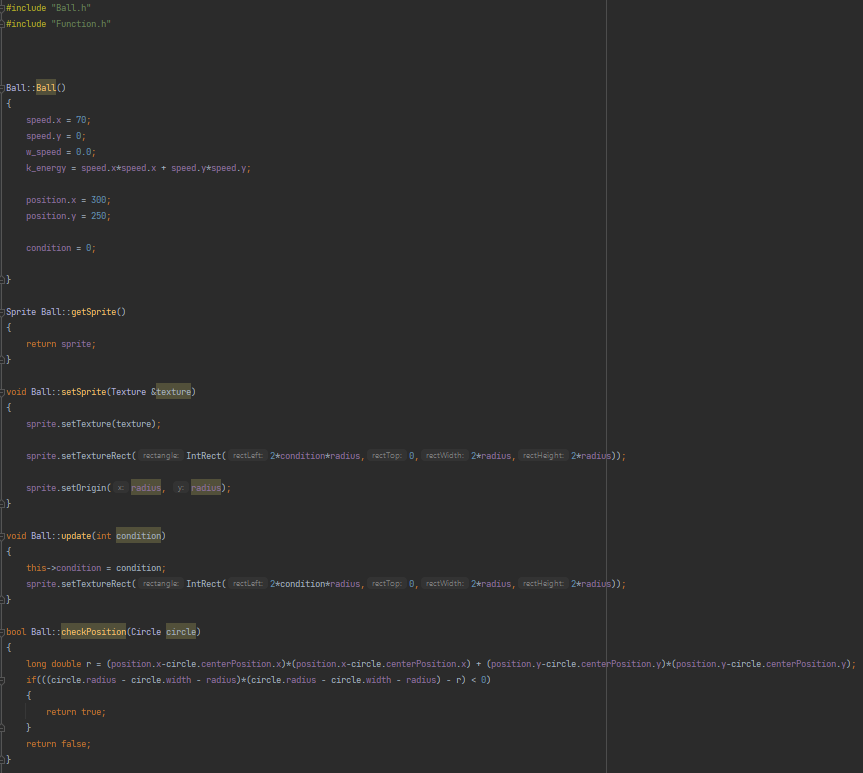 #include "Ball.h"
#include "Function.h"
Ball::Ball()
{
speed.x = 70;
speed.y = 0;
w_speed = 0.0;
k_energy = speed.x*speed.x + speed.y*speed.y;
position.x = 300;
position.y = 250;
condition = 0;
}
Sprite Ball::getSprite()
{
return sprite;
}
void Ball::setSprite(Texture &texture)
{
sprite.setTexture(texture);
sprite.setTextureRect( rectangle: IntRect( rectLeft: 2*condition*radius, rectTop: 0, rectWidth: 2*radius, rectHeight: 2*radius));
sprite.setOrigin( x: radius, y: radius);
}
void Ball::update(int condition)
{
this->condition = condition;
sprite.setTextureRect( rectangle: IntRect( rectLeft: 2*condition*radius, rectTop: 0, rectWidth: 2*radius, rectHeight: 2*radius));
}
bool Ball::checkPosition(Circle circle)
{
long double r = (position.x-circle.centerPosition.x)*(position.x-circle.centerPosition.x) + (position.y-circle.centerPosition.y)*(position.y-circle.centerPosition.y);
if(((circle.radius - circle.width - radius)*(circle.radius - circle.width - radius) - r) < 0)
{
return true;
}
return false;
}